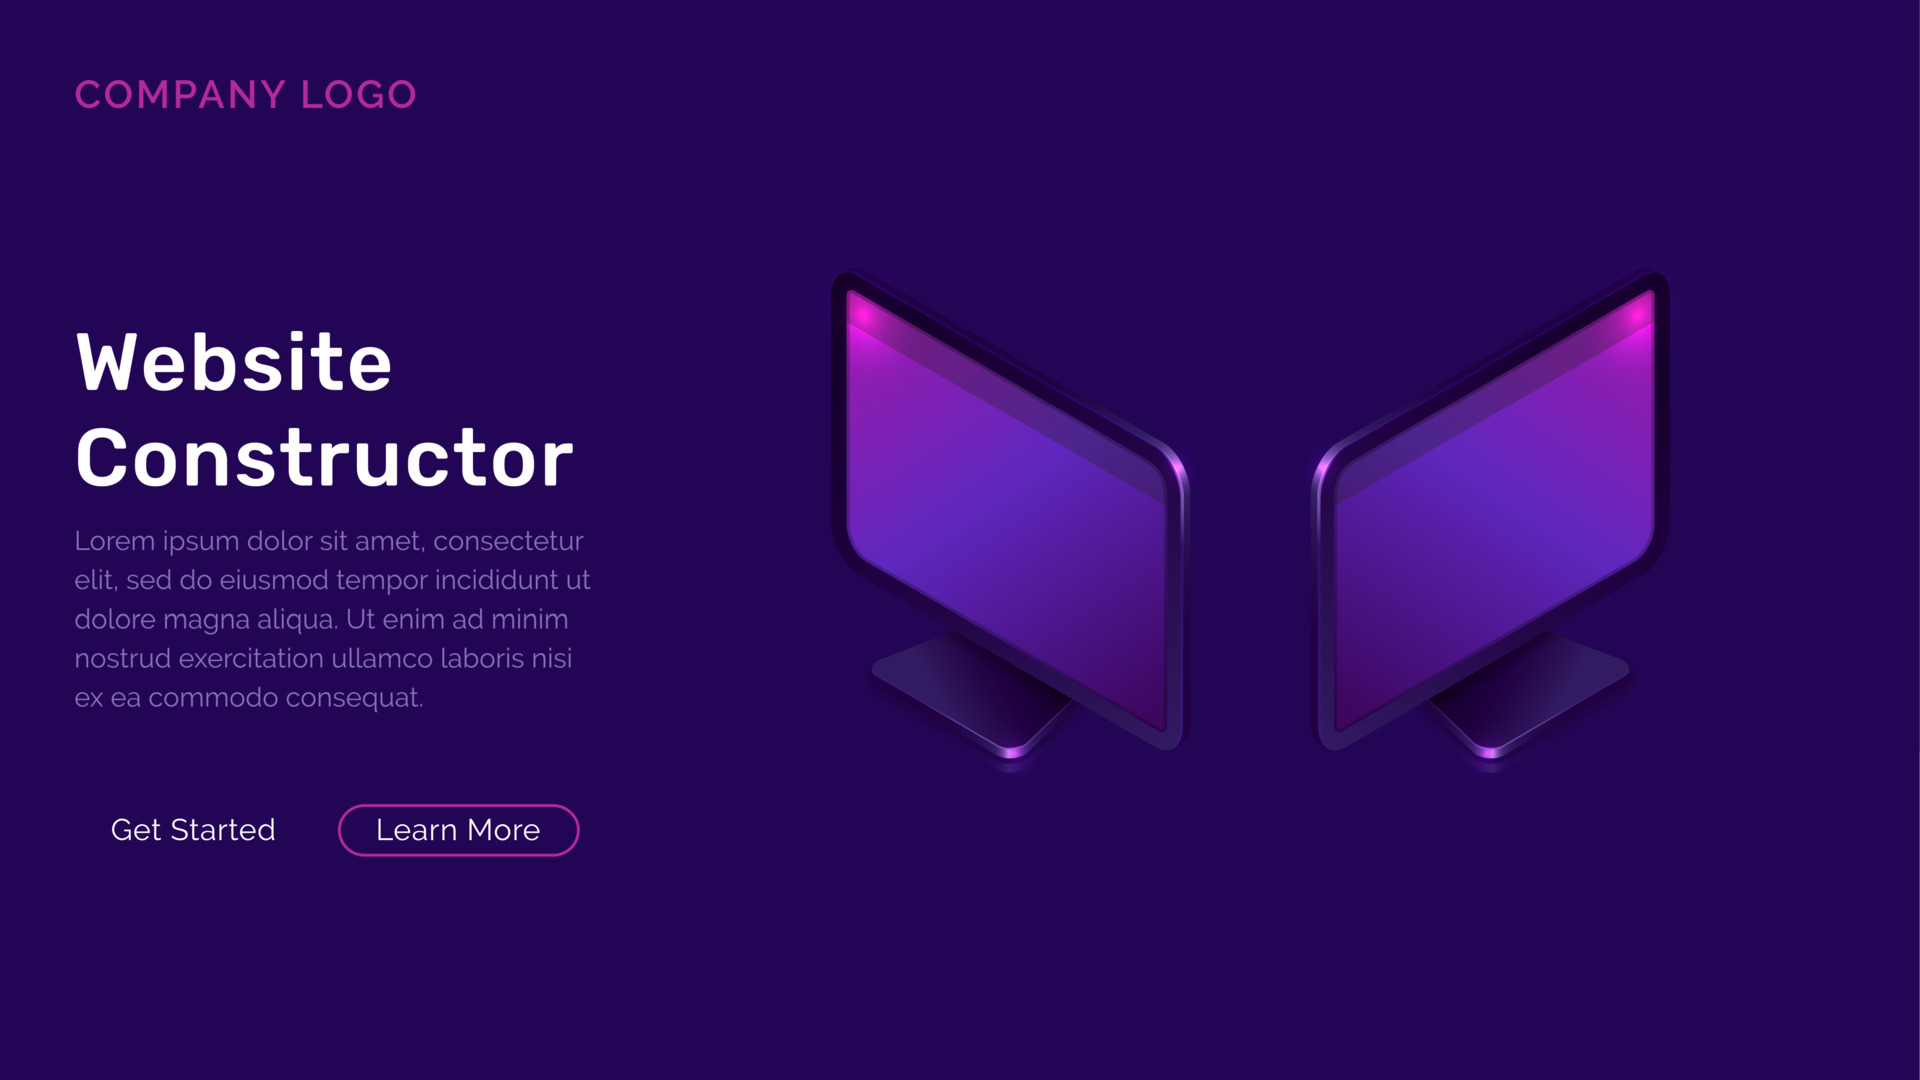 COMPANY LOGO
Website
Constructor
Lorem ipsum dolor sit amet, consectetur
elit, sed do eiusmod tempor incididunt ut
dolore magna aliqua. Ut enim ad minim
nostrud exercitation ullamco laboris nisi
ex ea commodo consequat.
Get Started
Learn More